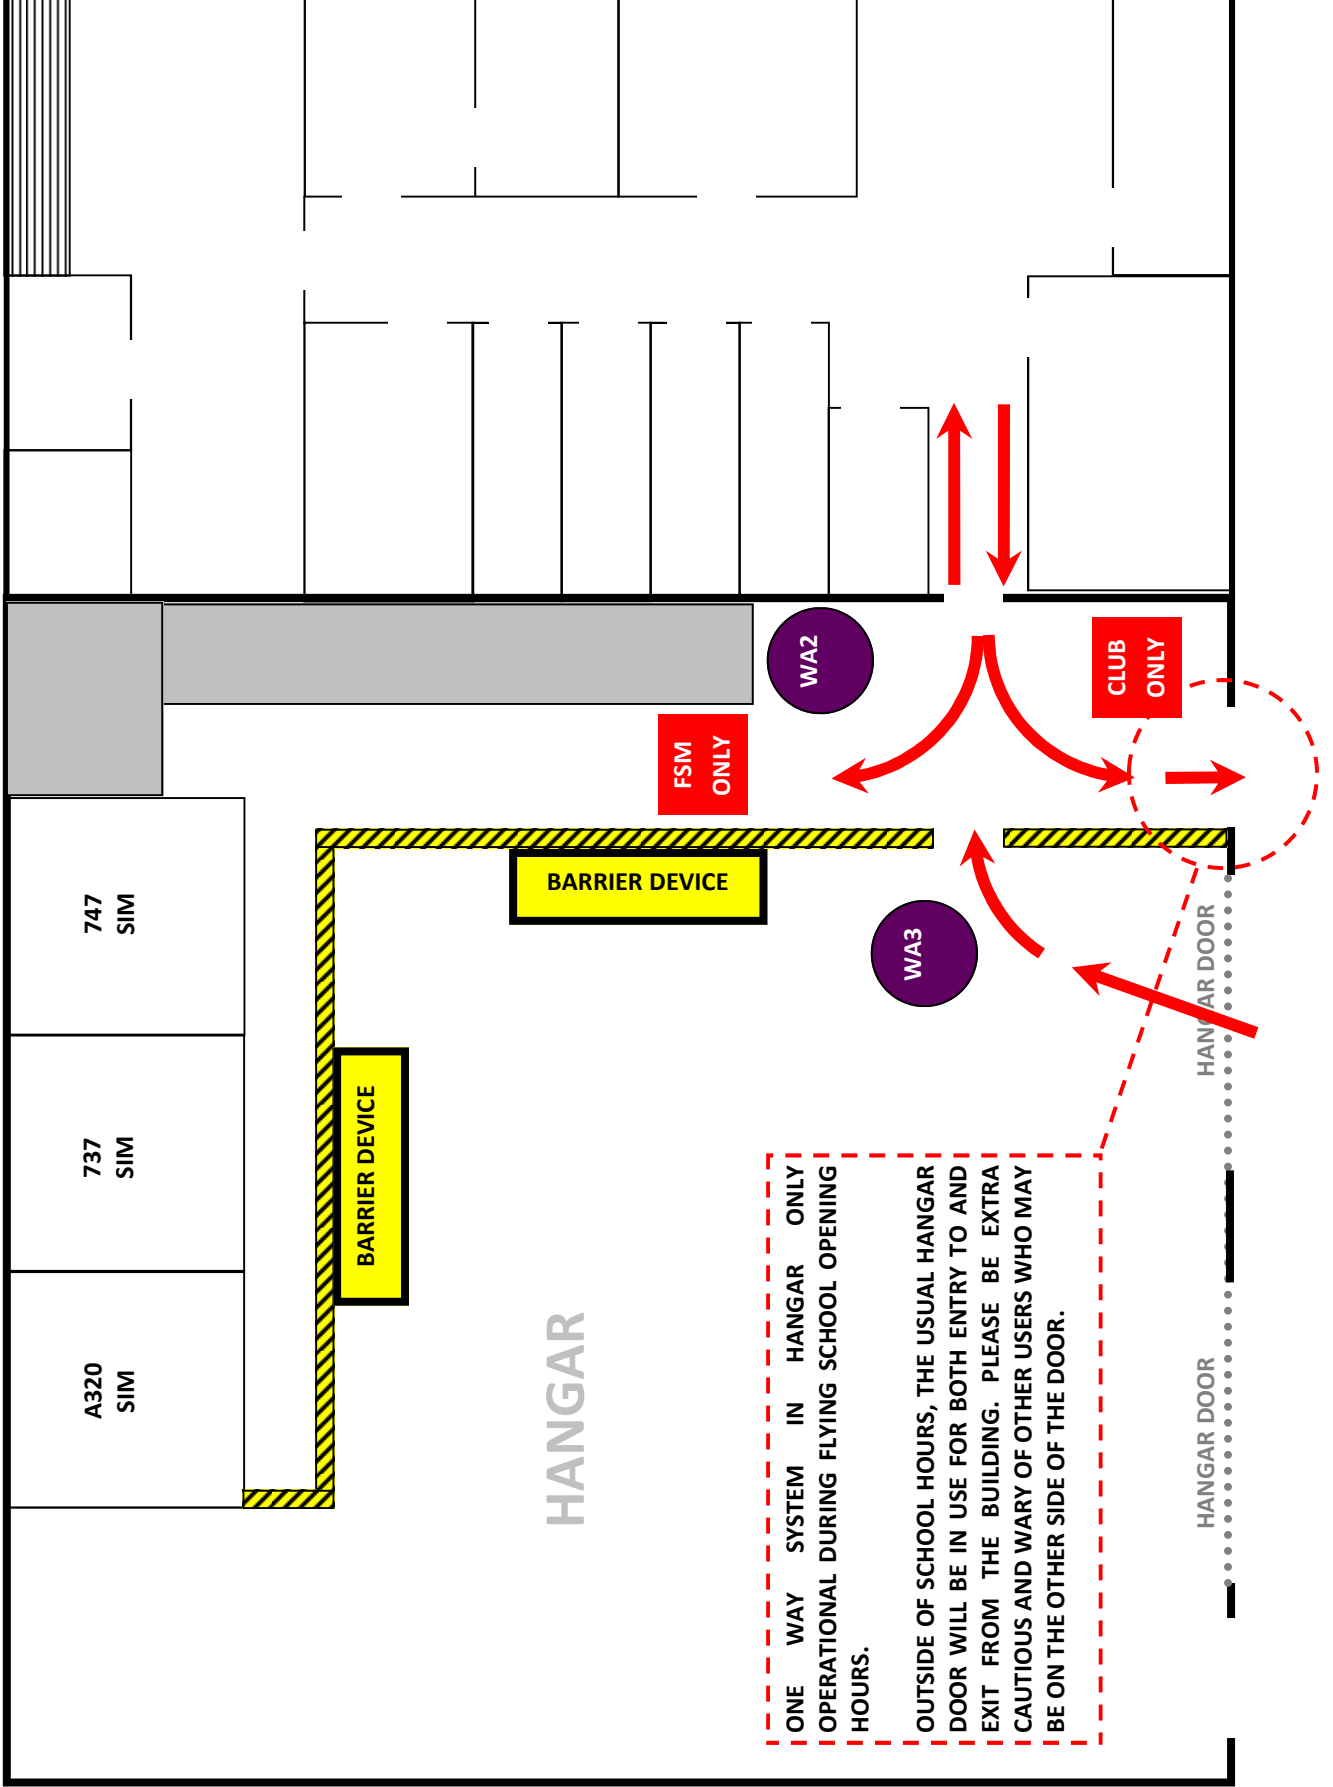 A320
SIM
737
SIM
747
SIM
BARRIER DEVICE
BARRIER DEVICE
HANGAR
FSM
ONLY
WA2
WA3
CLUB
ONLY
ONE WAY SYSTEM IN HANGAR ONLY
OPERATIONAL DURING FLYING SCHOOL OPENING
HOURS.
OUTSIDE OF SCHOOL HOURS, THE USUAL HANGAR
DOOR WILL BE IN USE FOR BOTH ENTRY TO AND
EXIT FROM THE BUILDING. PLEASE BE EXTRA
CAUTIOUS AND WARY OF OTHER USERS WHO MAY
BE ON THE OTHER SIDE OF THE DOOR.
HANGAR DOOR
HANGAR DOOR